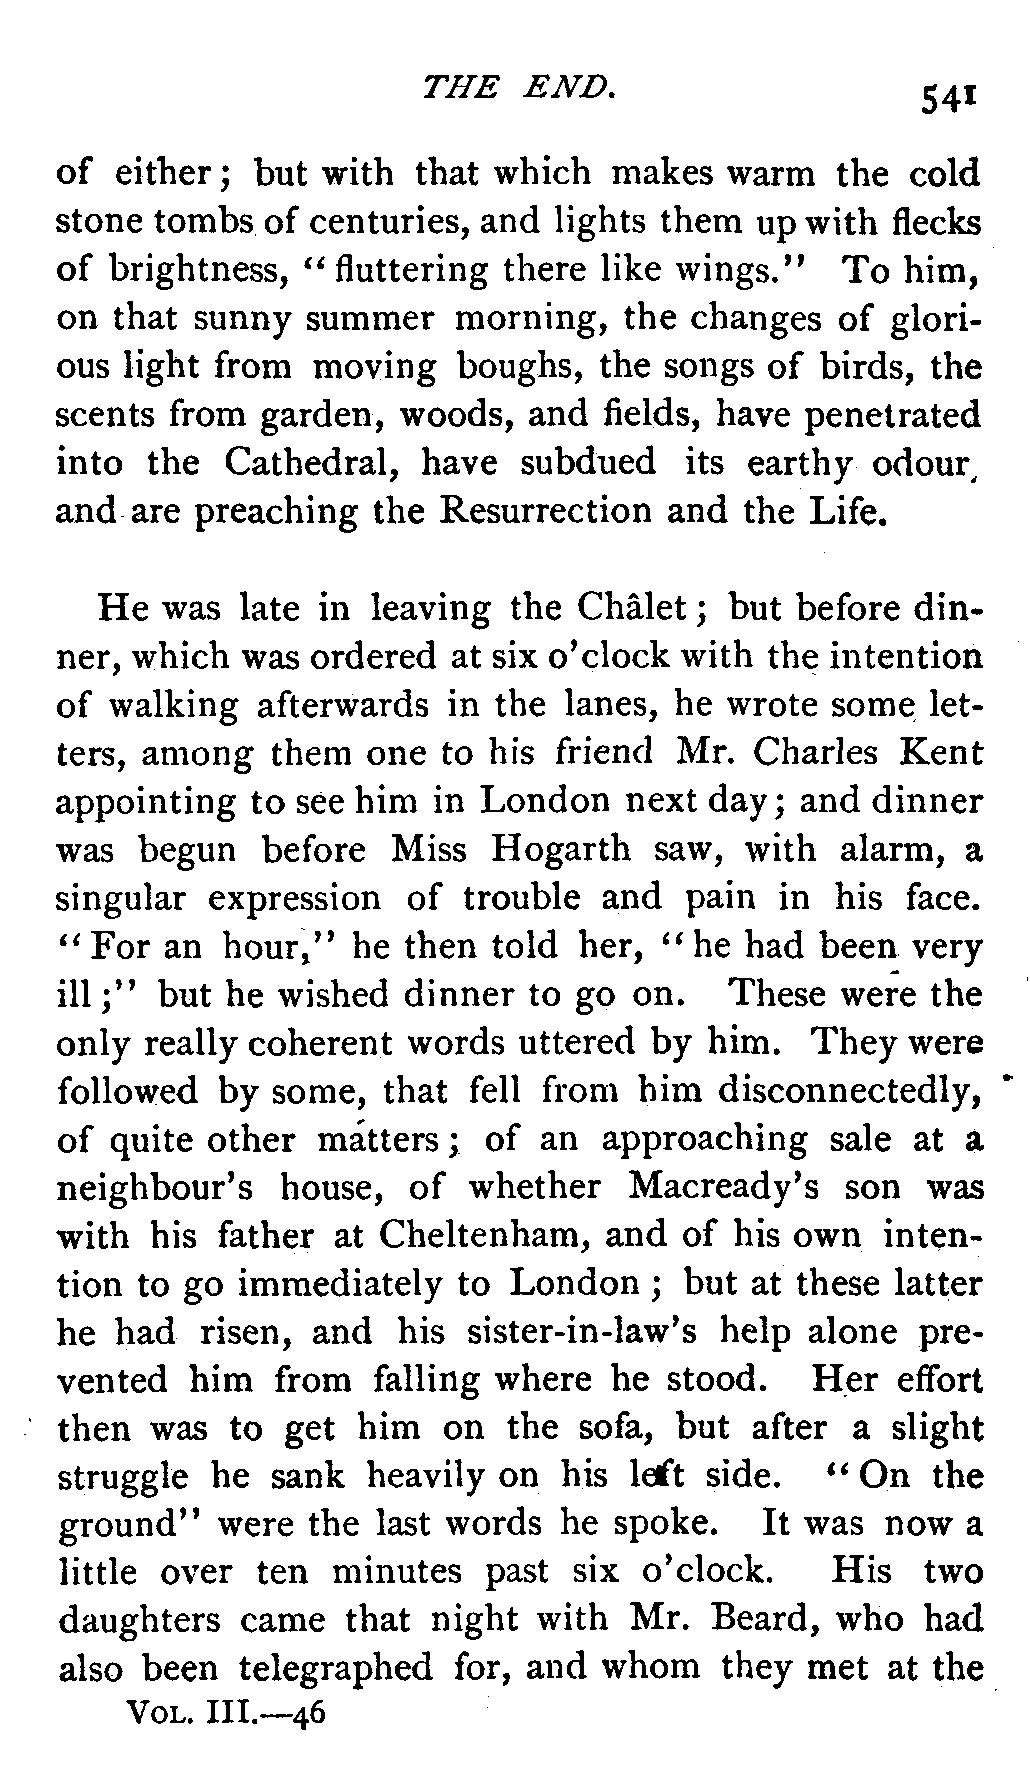 THE END.
541
of either; but with that which makes warm the cold
stone tombs of centuries, and lights them up with flecks
of brightness, “fluttering there like wings.” To him,
on that sunny summer morning, the changes of glori-
ous light from moving boughs, the songs of birds, the
scents from garden, woods, and fields, have penetrated
into the Cathedral, have subdued its earthy odour,
and are preaching the Resurrection and the Life.
He was late in leaving the Châlet; but before din-
ner, which was ordered at six o’clock with the intention
of walking afterwards in the lanes, he wrote some let-
ters, among them one to his friend Mr. Charles Kent
appointing to see him in London next day; and dinner
was begun before Miss Hogarth saw, with alarm, a
singular expression of trouble and pain in his face.
“For an hour,” he then told her, “he had been very
ill;” but he wished dinner to go on. These were the
only really coherent words uttered by him. They were
followed by some, that fell from him disconnectedly,
of quite other matters; of an approaching sale at a
neighbour’s house, of whether Macready’s son was
with his father at Cheltenham, and of his own inten-
tion to go immediately to London; but at these latter
he had risen, and his sister-in-law’s help alone pre-
vented him from falling where he stood. Her effort
then was to get him on the sofa, but after a slight
struggle he sank heavily on his left side. “On the
ground” were the last words he spoke. It was now a
little over ten minutes past six o’clock. His two
daughters came that night with Mr. Beard, who had
also been telegraphed for, and whom they met at the
VOL. III.—46